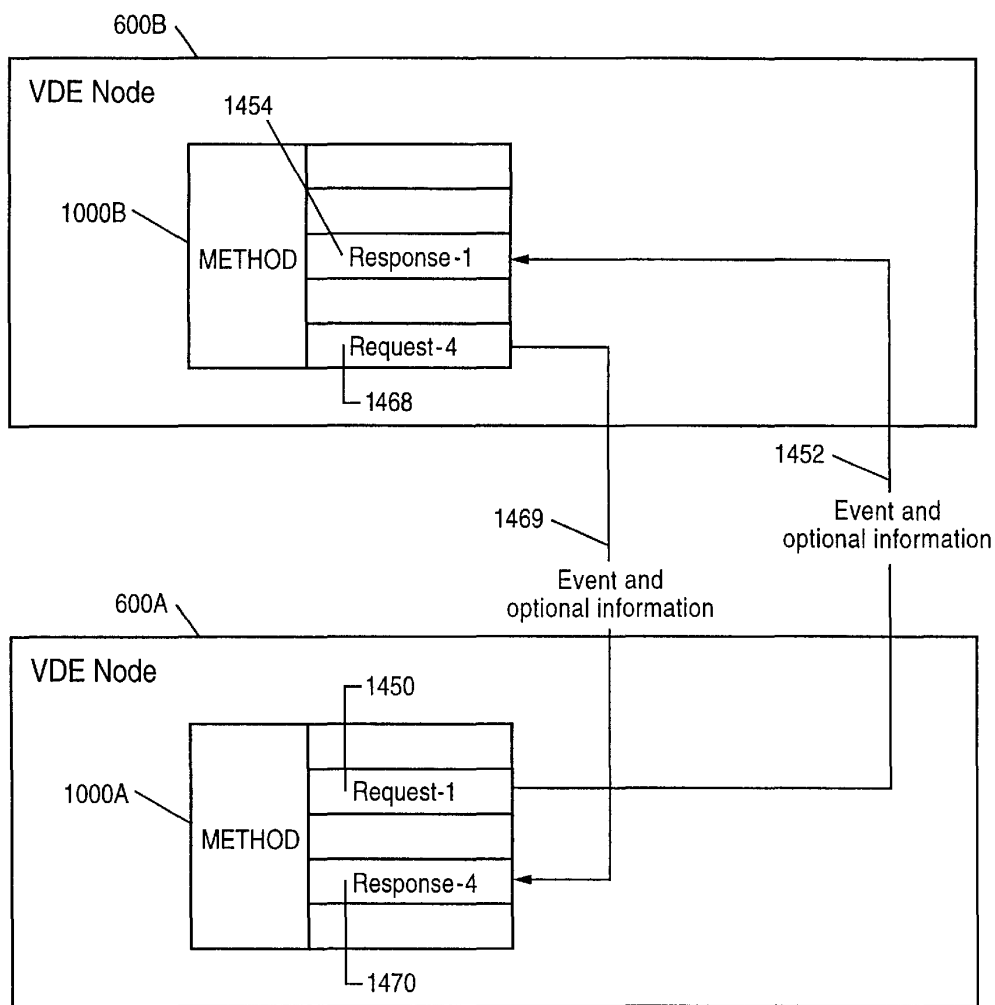 600B
VDE Node
1454
1000B
METHOD
Response-1
Request-4
1468
1452
Event and
optional information
1469
Event and
optional information
600A
VDE Node
1450
1000A
METHOD
Request-1
Response-4
1470